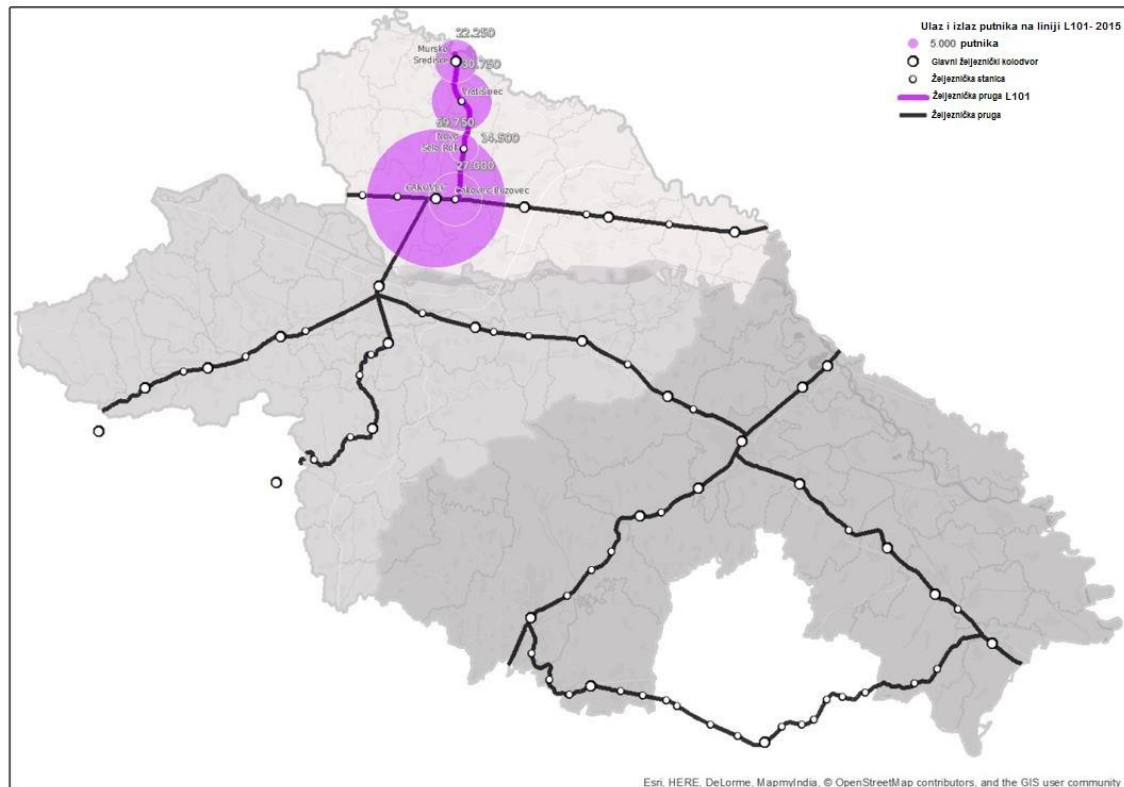 Ulaz i izlaz putnika na liniji L101- 2015
5.000 putnika
Glavni željeznički kolodvor
Željeznička stanica
Željeznička pruga L101
Željeznička pruga
22.250
Mursko
Središće
30.750
Vratišinec
69.750
14.500
Novo
Selo Rok
27.000
ČAKOVEC
Čakovec-Buzovec
Esri, HERE, DeLorme, MapmyIndia, © OpenStreetMap contributors, and the GIS user community